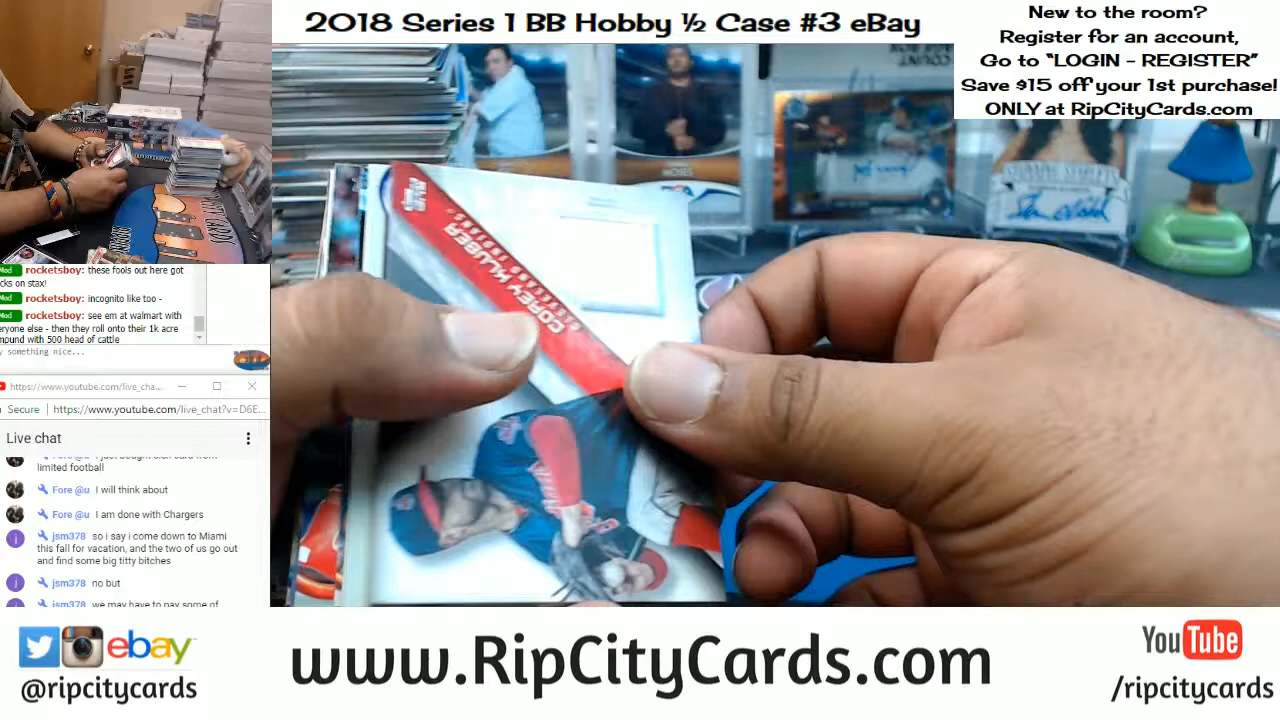 2018 Series 1 BB Hobby ½ Case #3 eBay
New to the room?
Register for an account,
Go to “LOGIN - REGISTER”
Save $15 off your 1st purchase!
ONLY at RipCityCards.com
rocketsboy: these fools out here got
cks on stax!
rocketsboy: incognito like too -
rocketsboy: see em at walmart with
eryone else - then they roll onto their 1k acre
mpund with 500 head of cattle
something nice...
https://www.youtube.com/live_cha...
Secure
https://www.youtube.com/live_chat?v=D6E...
Live chat
limited football
Fore @u I will think about
Fore @u I am done with Chargers
jsm378 so i say i come down to Miami
this fall for vacation, and the two of us go out
and find some big titty bitches
jsm378 no but
jsm378 we may have to pay some of
COREY KLUBER
CLEVELAND INDIANS
ebay
@ripcitycards
www.RipCityCards.com
YouTube
/ripcitycards